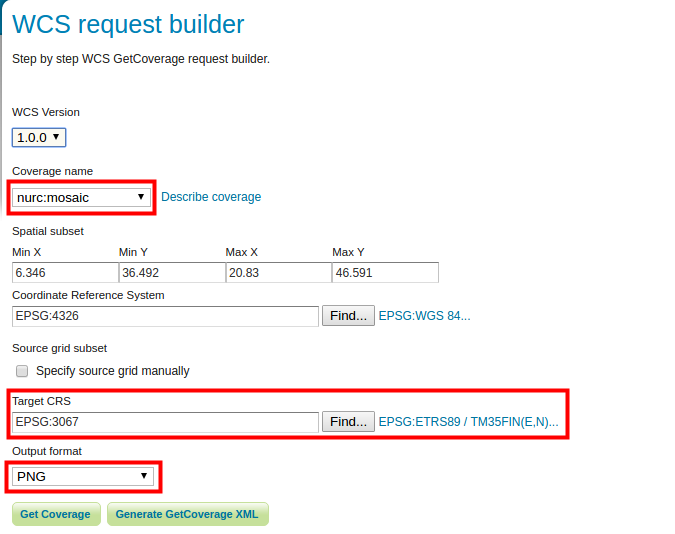 WCS request builder
Step by step WCS GetCoverage request builder.
WCS Version
1.0.0
Coverage name
nurc:mosaic Describe coverage
Spatial subset
Min X Min Y Max X Max Y
6.346 36.492 20.83 46.591
Coordinate Reference System
EPSG:4326 Find... EPSG:WGS 84...
Source grid subset
Specify source grid manually
Target CRS
EPSG:3067 Find... EPSG:ETRS89 / TM35FIN(E,N)...
Output format
PNG
Get Coverage Generate GetCoverage XML